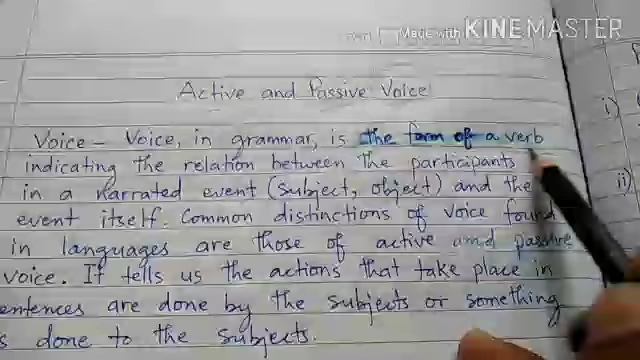 Made with KINEMASTER
Active and Passive Voice
Voice – Voice, in grammar, is the form of a verb
i)
indicating the relation between the participants
in a narrated event (subject, object) and the
ii)
event itself. Common distinctions of voice found
in languages are those of active and passive
voice. It tells us the actions that take place in
entences are done by the subjects or something
s done to the subjects.